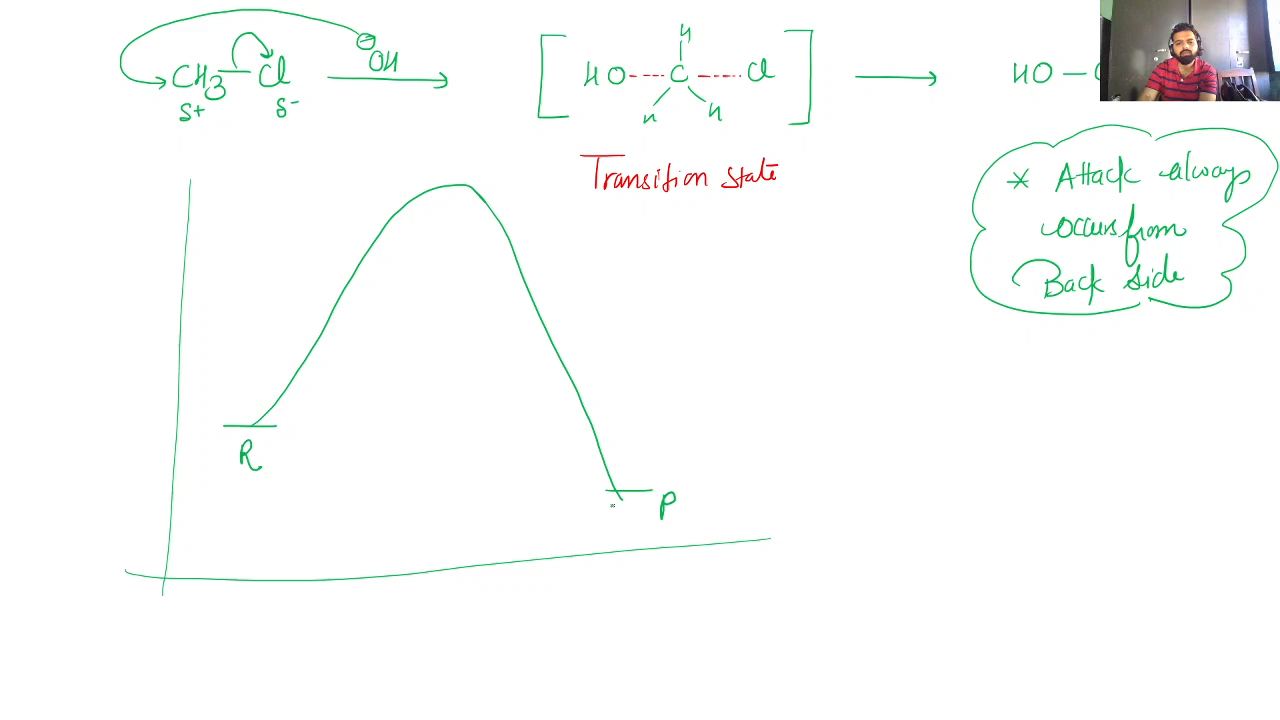 CH3 — Cl ⊖OH ⟶ [ HO---C---Cl ] ⟶ HO —
H
H H
δ+ δ-
Transition state
* Attack always
occurs from
Back side
R
P